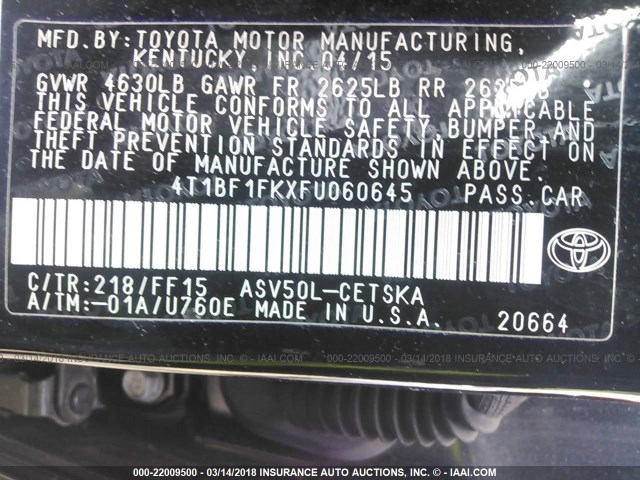 MFD. BY: TOYOTA MOTOR MANUFACTURING,
KENTUCKY INC 04/15
GVWR 4630LB GAWR FR 2625LB RR
THIS VEHICLE CONFORMS TO ALL APPLICABLE
FEDERAL MOTOR VEHICLE SAFETY BUMPER, AND
THEFT PREVENTION STANDARDS IN EFFECT ON
THE DATE OF MANUFACTURE SHOWN ABOVE.
4T1BF1FKXFU060645 PASS. CAR
C/TR: 218/FF15 ASV50L-CETSKA
A/TM: -01A/U760E MADE IN U.S.A. 20664
000-22009500 - 03/14/2018 INSURANCE AUTO AUCTIONS INC. - © - IAAI.COM